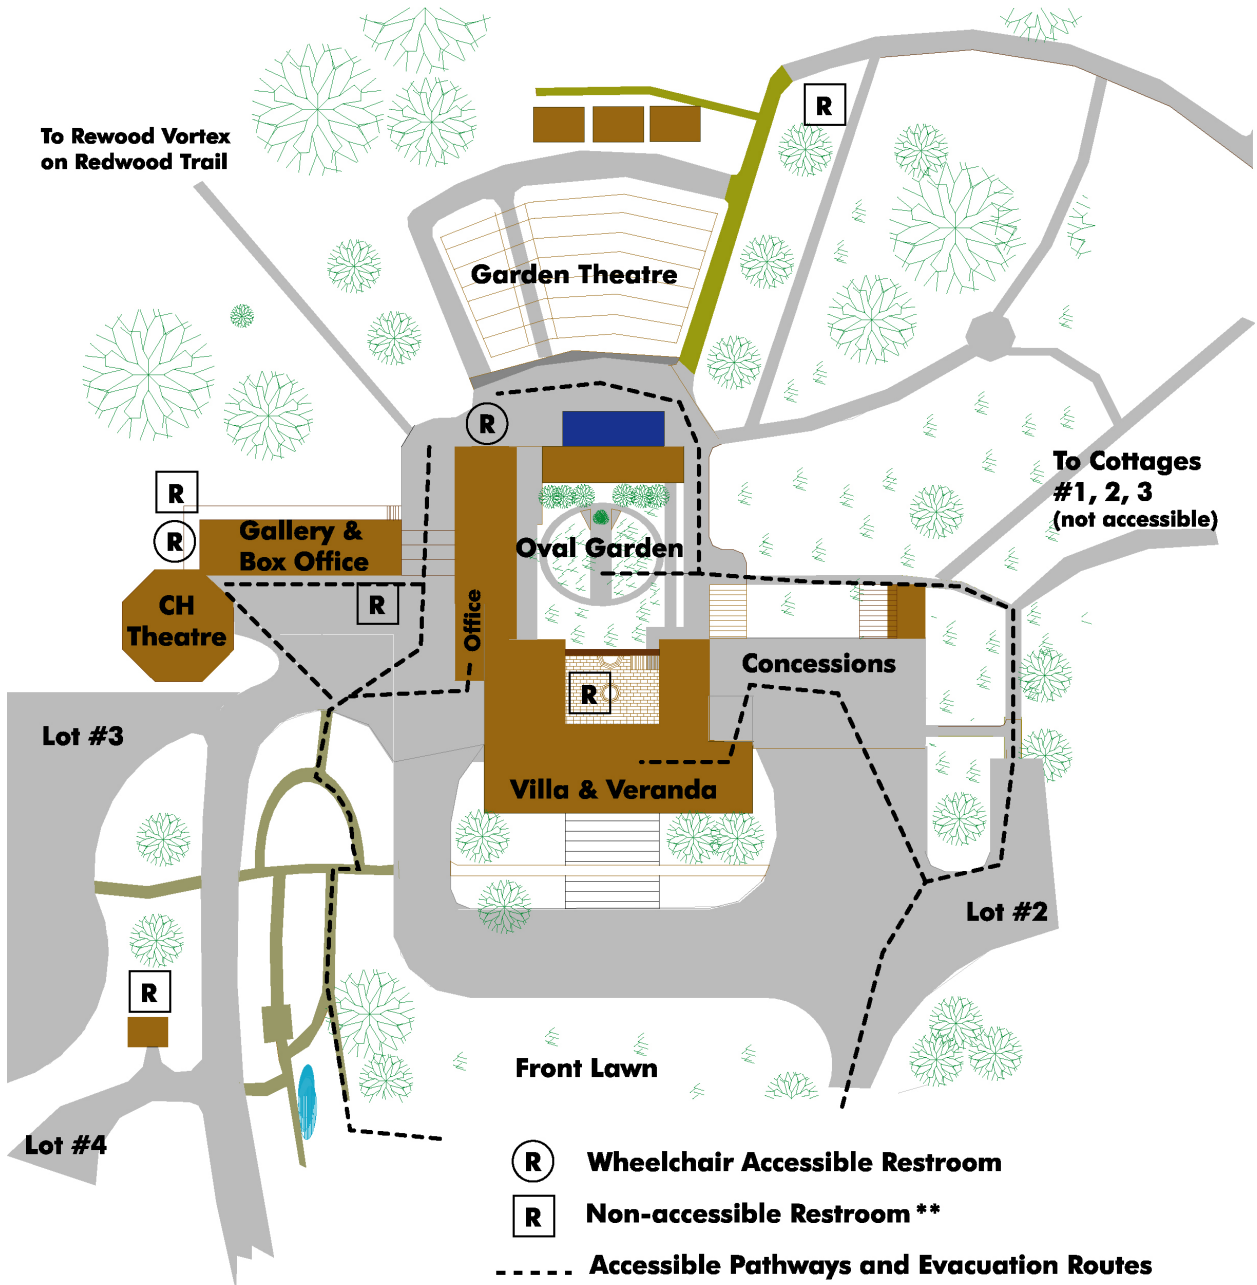 To Rewood Vortex
on Redwood Trail
R
Garden Theatre
R
To Cottages
#1, 2, 3
(not accessible)
R
R
Gallery &
Box Office
Oval Garden
CH
Theatre
R
Office
Concessions
R
Lot #3
Villa & Veranda
Lot #2
R
Front Lawn
Lot #4
R Wheelchair Accessible Restroom
R Non-accessible Restroom **
Accessible Pathways and Evacuation Routes